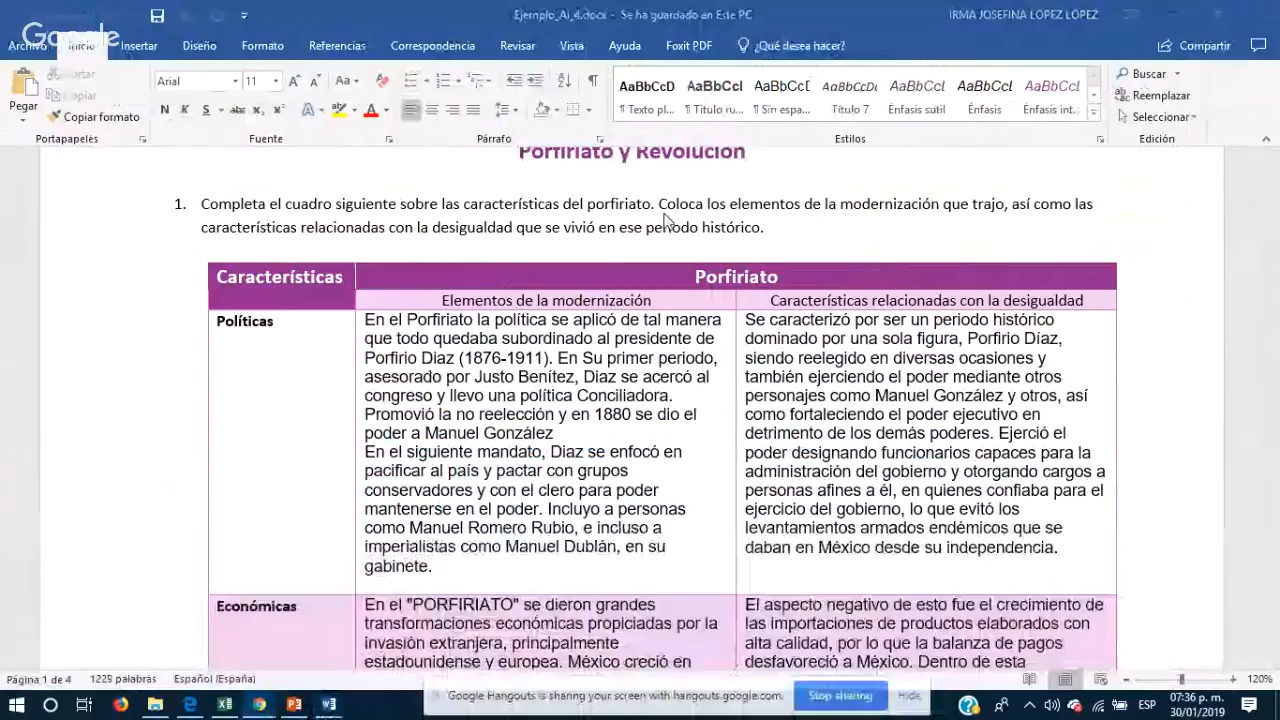 Ejemplo_Ai_4.docx - Se ha guardado en Este PC
IRMA JOSEFINA LÓPEZ LÓPEZ
Google
Archivo Inicio Insertar Diseño Formato Referencias Correspondencia Revisar Vista Ayuda Foxit PDF ¿Qué desea hacer? Compartir
Pegar
Cortar
Copiar
Copiar formato
Arial 11
N K S abc x₂ x²
AaBbCcD AaBbCcI AaBbCcD AaBbCcDc AaBbCcI AaBbCcI AaBbCcI
¶ Texto pl... ¶ Título ru... ¶ Sin espa... Título 7 Énfasis sutil Énfasis Énfasis int...
Buscar
Reemplazar
Seleccionar
Portapapeles Fuente Párrafo Estilos Edición
Porfiriato y Revolución
1. Completa el cuadro siguiente sobre las características del porfiriato. Coloca los elementos de la modernización que trajo, así como las
características relacionadas con la desigualdad que se vivió en ese periodo histórico.
Características Porfiriato
Elementos de la modernización Características relacionadas con la desigualdad
Políticas
En el Porfiriato la política se aplicó de tal manera
que todo quedaba subordinado al presidente de
Porfirio Diaz (1876-1911). En Su primer periodo,
asesorado por Justo Benítez, Diaz se acercó al
congreso y llevo una política Conciliadora.
Promovió la no reelección y en 1880 se dio el
poder a Manuel González
En el siguiente mandato, Diaz se enfocó en
pacificar al país y pactar con grupos
conservadores y con el clero para poder
mantenerse en el poder. Incluyo a personas
como Manuel Romero Rubio, e incluso a
imperialistas como Manuel Dublán, en su
gabinete.
Se caracterizó por ser un periodo histórico
dominado por una sola figura, Porfirio Díaz,
siendo reelegido en diversas ocasiones y
también ejerciendo el poder mediante otros
personajes como Manuel González y otros, así
como fortaleciendo el poder ejecutivo en
detrimento de los demás poderes. Ejerció el
poder designando funcionarios capaces para la
administración del gobierno y otorgando cargos a
personas afines a él, en quienes confiaba para el
ejercicio del gobierno, lo que evitó los
levantamientos armados endémicos que se
daban en México desde su independencia.
Económicas
En el "PORFIRIATO" se dieron grandes
transformaciones económicas propiciadas por la
invasión extranjera, principalmente
estadounidense y europea. México creció en
El aspecto negativo de esto fue el crecimiento de
las importaciones de productos elaborados con
alta calidad, por lo que la balanza de pagos
desfavoreció a México. Dentro de esta
Página 1 de 4 1229 palabras Español (España) 120%
Google Hangouts is sharing your screen with hangouts.google.com. Stop sharing Hide
ESP
07:36 p. m.
30/01/2019